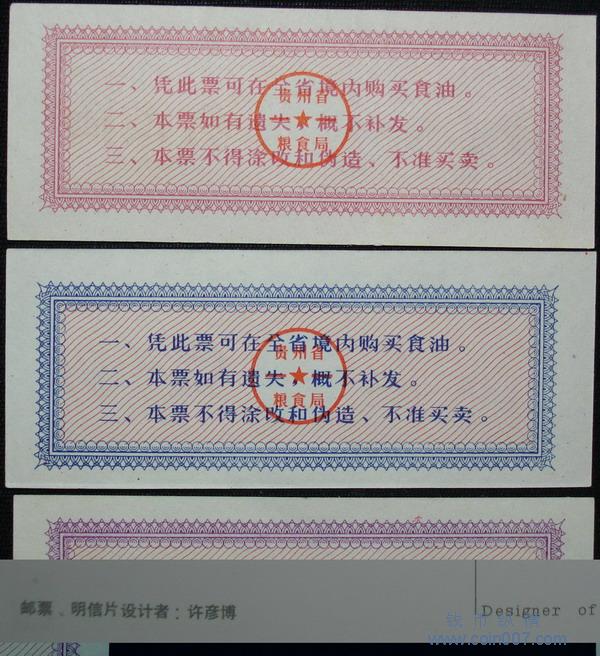 一、凭此票可在全省境内购买食油。
二、本票如有遗失，概不补发。
三、本票不得涂改和伪造、不准买卖。
贵州省
粮食局
一、凭此票可在全省境内购买食油。
二、本票如有遗失，概不补发。
三、本票不得涂改和伪造、不准买卖。
贵州省
粮食局
邮票、明信片设计者：许彦博
Designer of
钱币纵横
www.coin007.com